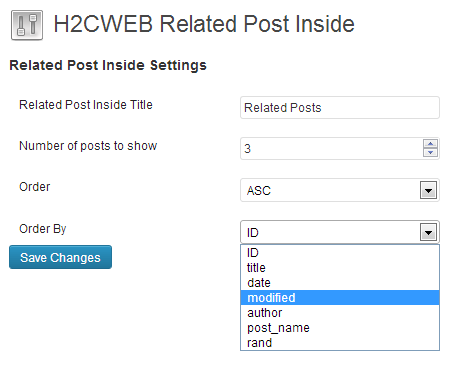 H2CWEB Related Post Inside
Related Post Inside Settings
Related Post Inside Title Related Posts
Number of posts to show 3
Order ASC
Order By ID
Save Changes
ID
title
date
modified
author
post_name
rand